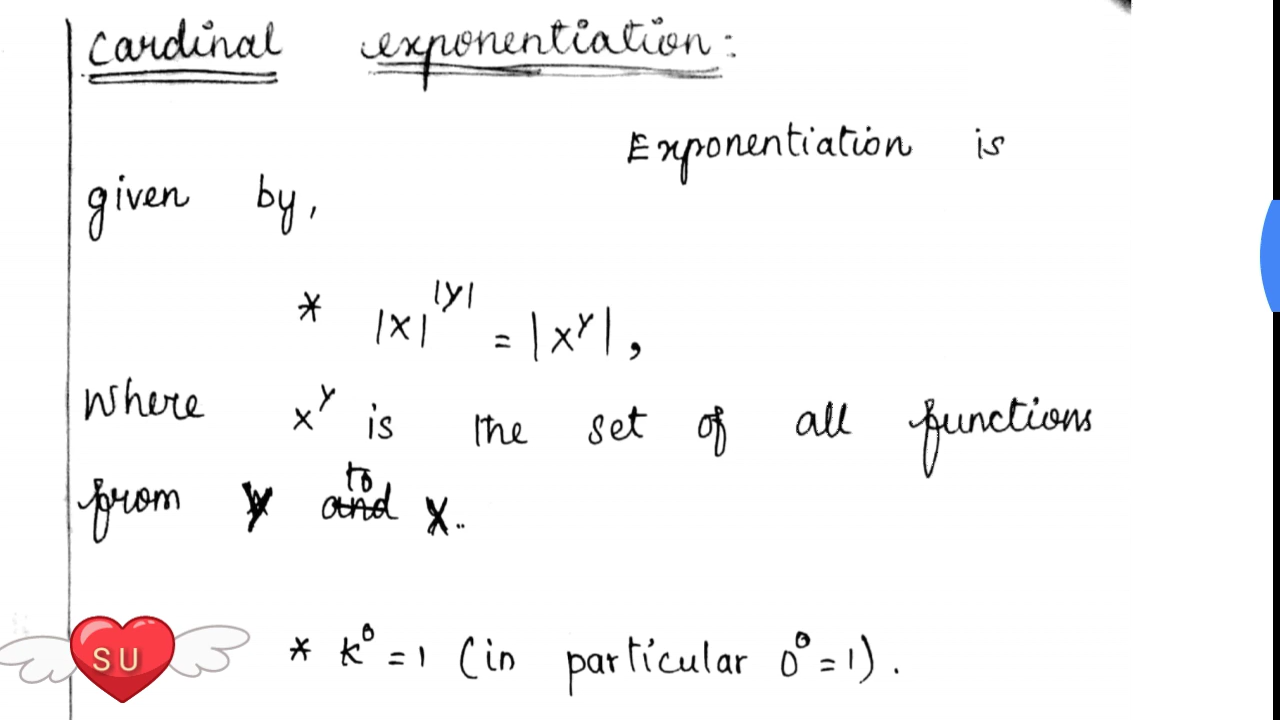 cardinal exponentiation:
Exponentiation is
given by,
* |X|^|Y| = |X^Y|,
Where X^Y is the set of all functions
from Y to X.
* K^0 = 1 (in particular 0^0 = 1).
SU